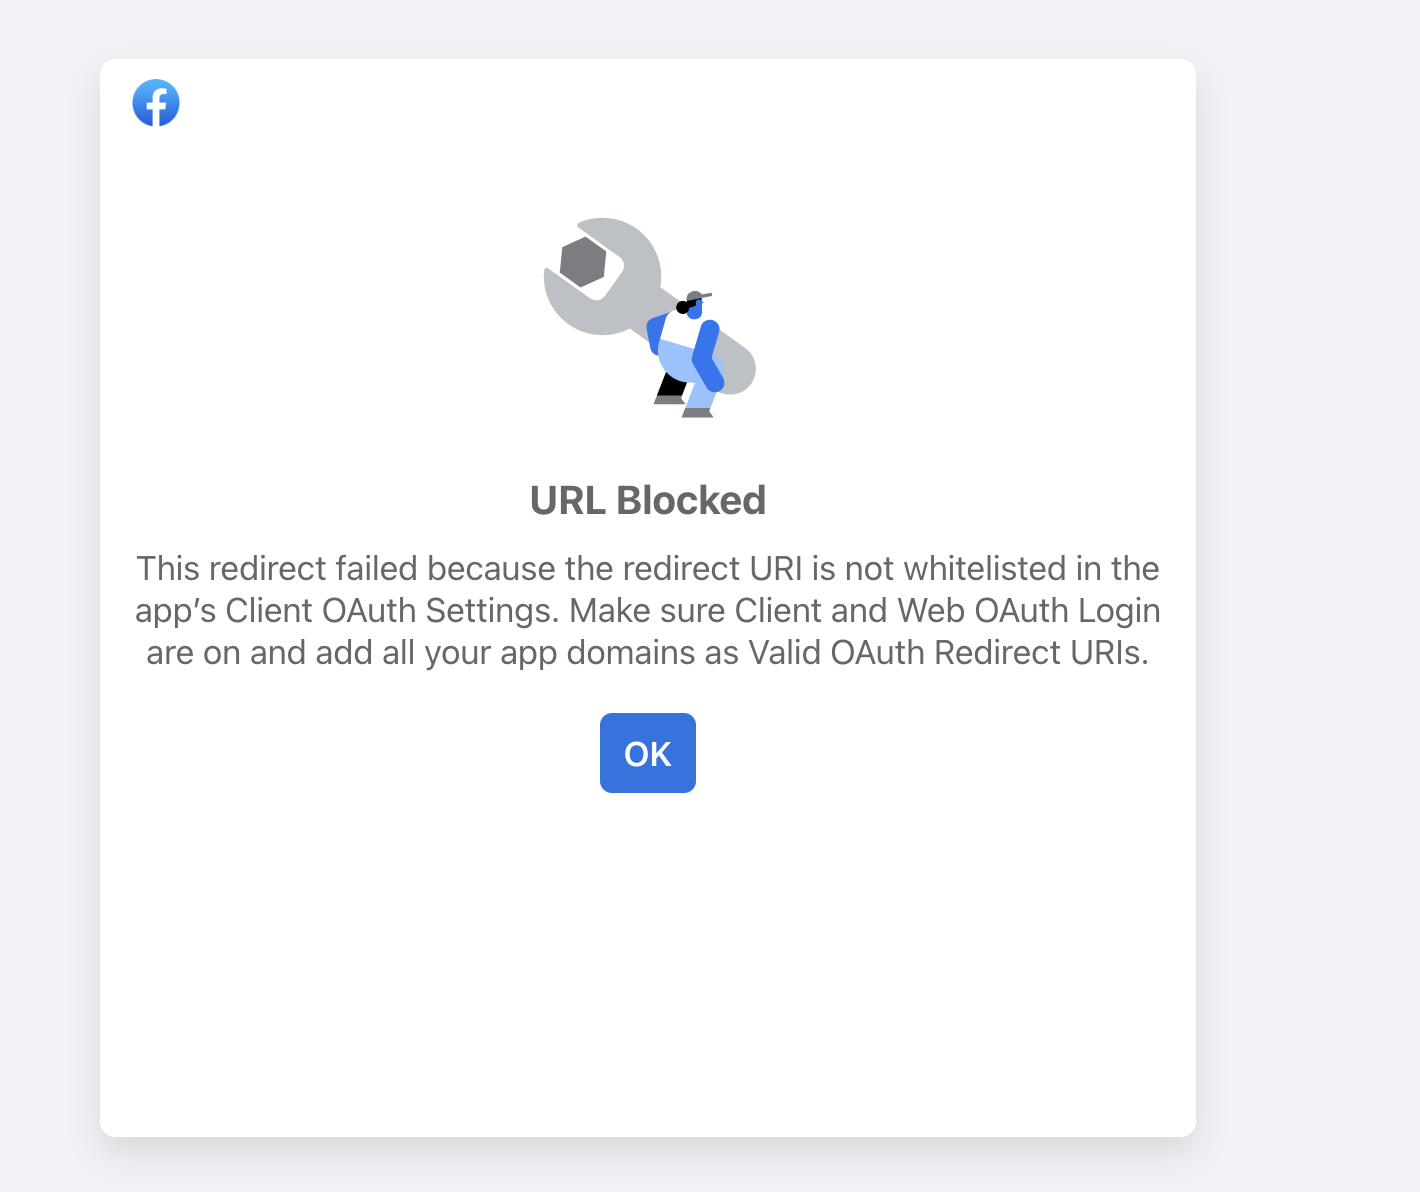 URL Blocked
This redirect failed because the redirect URI is not whitelisted in the
app’s Client OAuth Settings. Make sure Client and Web OAuth Login
are on and add all your app domains as Valid OAuth Redirect URIs.
OK